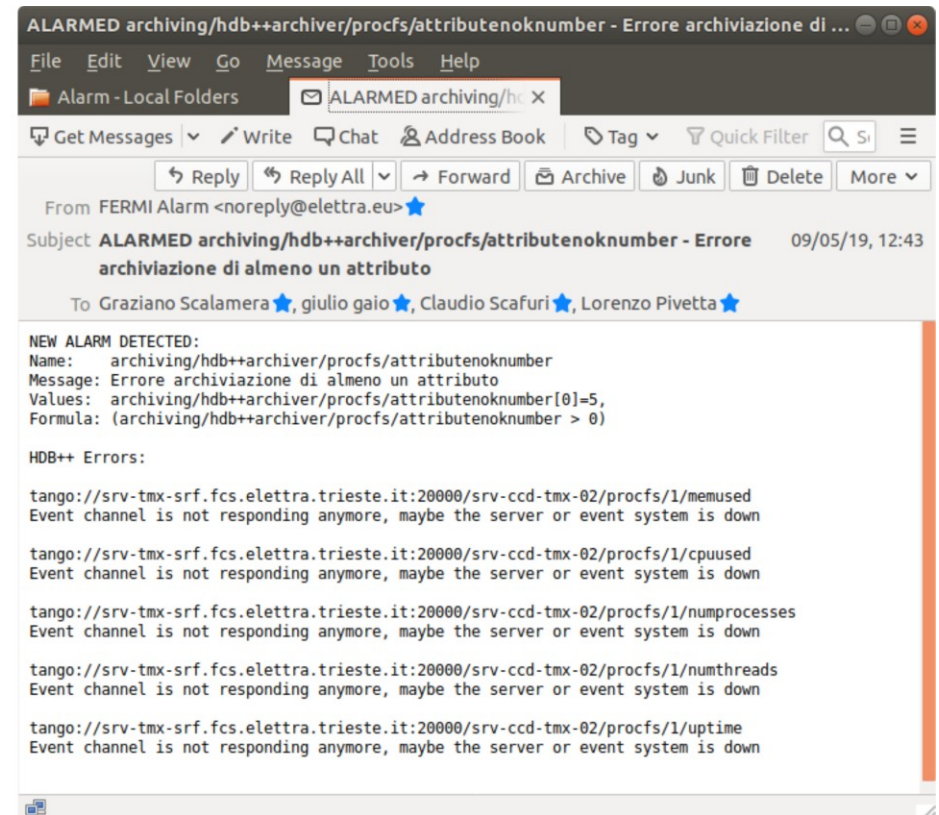 ALARMED archiving/hdb++archiver/procfs/attributenoknumber - Errore archiviazione di ...
File Edit View Go Message Tools Help
Alarm - Local Folders ALARMED archiving/hd
Get Messages Write Chat Address Book Tag Quick Filter
Reply Reply All Forward Archive Junk Delete More
From FERMI Alarm <noreply@elettra.eu>
Subject ALARMED archiving/hdb++archiver/procfs/attributenoknumber - Errore 09/05/19, 12:43
archiviazione di almeno un attributo
To Graziano Scalamera, giulio gaio, Claudio Scafuri, Lorenzo Pivetta
NEW ALARM DETECTED:
Name: archiving/hdb++archiver/procfs/attributenoknumber
Message: Errore archiviazione di almeno un attributo
Values: archiving/hdb++archiver/procfs/attributenoknumber[0]=5,
Formula: (archiving/hdb++archiver/procfs/attributenoknumber > 0)
HDB++ Errors:
tango://srv-tmx-srf.fcs.elettra.trieste.it:20000/srv-ccd-tmx-02/procfs/1/memused
Event channel is not responding anymore, maybe the server or event system is down
tango://srv-tmx-srf.fcs.elettra.trieste.it:20000/srv-ccd-tmx-02/procfs/1/cpuused
Event channel is not responding anymore, maybe the server or event system is down
tango://srv-tmx-srf.fcs.elettra.trieste.it:20000/srv-ccd-tmx-02/procfs/1/numprocesses
Event channel is not responding anymore, maybe the server or event system is down
tango://srv-tmx-srf.fcs.elettra.trieste.it:20000/srv-ccd-tmx-02/procfs/1/numthreads
Event channel is not responding anymore, maybe the server or event system is down
tango://srv-tmx-srf.fcs.elettra.trieste.it:20000/srv-ccd-tmx-02/procfs/1/uptime
Event channel is not responding anymore, maybe the server or event system is down